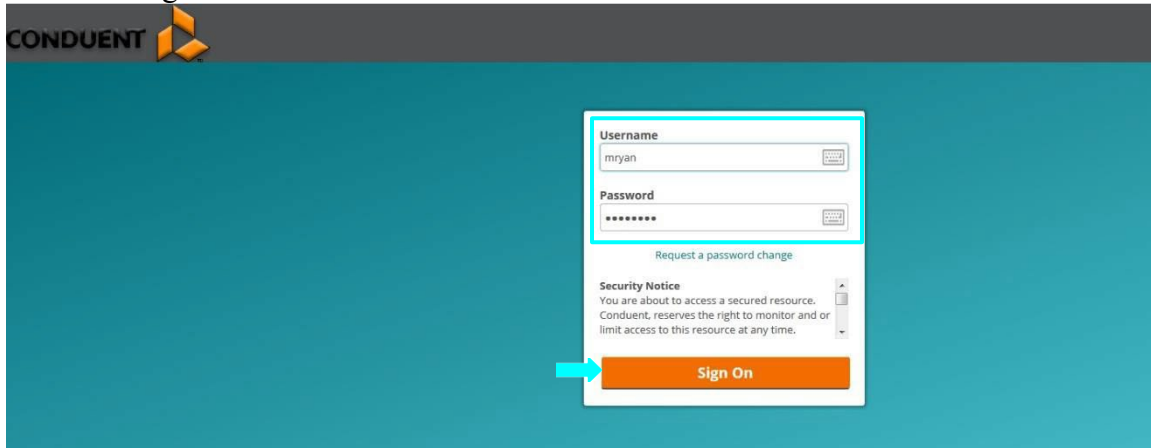 CONDUENT
Username
mryan
Password
••••••••
Request a password change
Security Notice
You are about to access a secured resource.
Conduent, reserves the right to monitor and or
limit access to this resource at any time.
Sign On